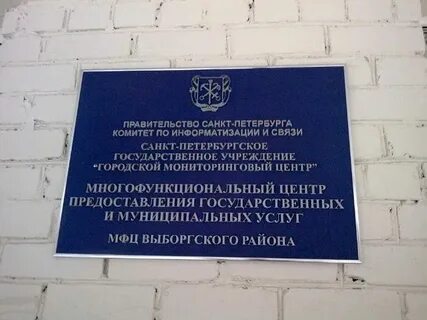 ПРАВИТЕЛЬСТВО САНКТ-ПЕТЕРБУРГА
КОМИТЕТ ПО ИНФОРМАТИЗАЦИИ И СВЯЗИ
САНКТ-ПЕТЕРБУРГСКОЕ
ГОСУДАРСТВЕННОЕ УЧРЕЖДЕНИЕ
"ГОРОДСКОЙ МОНИТОРИНГОВЫЙ ЦЕНТР"
МНОГОФУНКЦИОНАЛЬНЫЙ ЦЕНТР
ПРЕДОСТАВЛЕНИЯ ГОСУДАРСТВЕННЫХ
И МУНИЦИПАЛЬНЫХ УСЛУГ
МФЦ ВЫБОРГСКОГО РАЙОНА